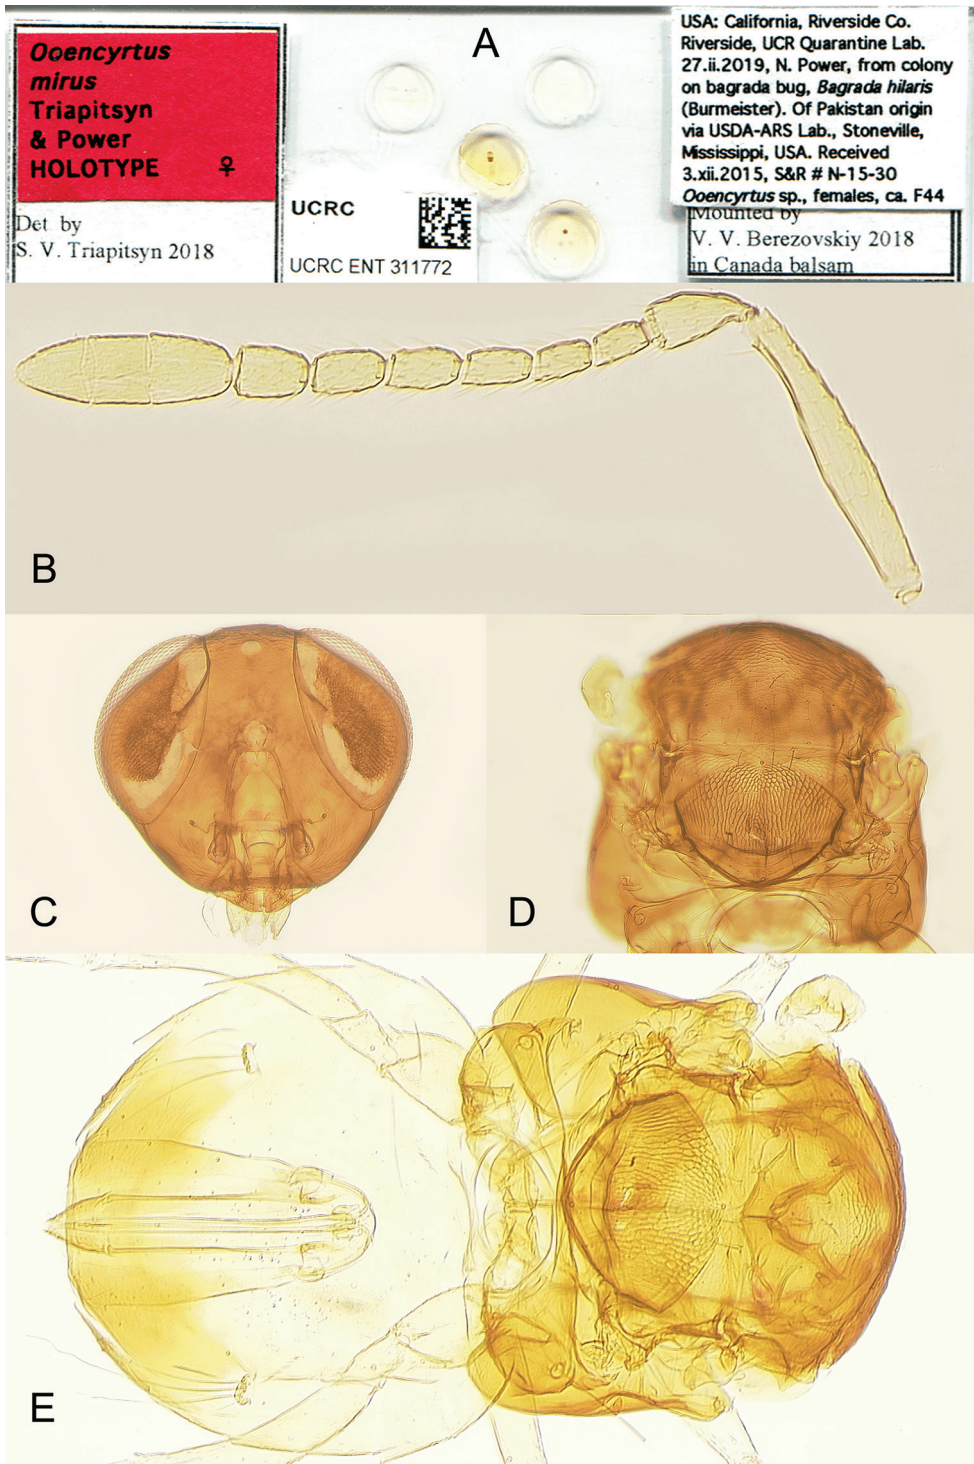 Ooencyrtus
mirus
Triapitsyn
& Power
HOLOTYPE ♀
Det. by
S. V. Triapitsyn 2018
A
UCRC
UCRC ENT 311772
USA: California, Riverside Co.
Riverside, UCR Quarantine Lab.
27.ii.2019, N. Power, from colony
on bagrada bug, Bagrada hilaris
(Burmeister). Of Pakistan origin
via USDA-ARS Lab., Stoneville,
Mississippi, USA. Received
3.xii.2015, S&R # N-15-30
Ooencyrtus sp., females, ca. F44
Mounted by
V. V. Berezovskiy 2018
in Canada balsam
B
C
D
E